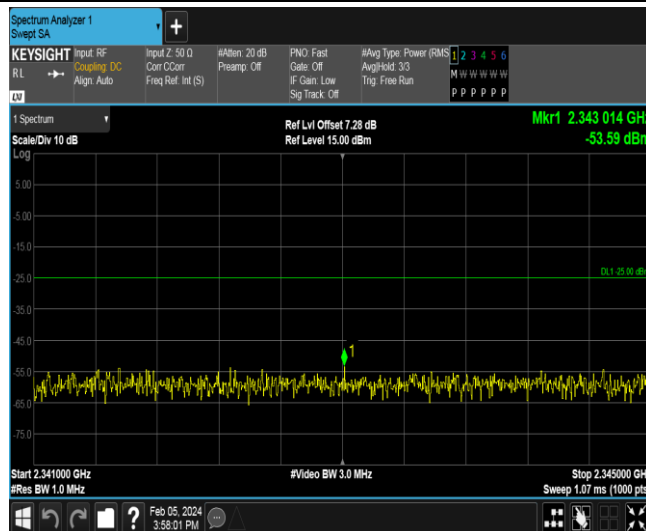 Spectrum Analyzer 1
Swept SA
+
KEYSIGHT
RL
LXI
Input: RF
Coupling: DC
Align: Auto
Input Z: 50 Ω
Corr CCorr
Freq Ref: Int (S)
#Atten: 20 dB
Preamp: Off
PNO: Fast
Gate: Off
IF Gain: Low
Sig Track: Off
#Avg Type: Power (RMS
Avg|Hold: 3/3
Trig: Free Run
1 2 3 4 5 6
M W W W W W
P P P P P P
1 Spectrum
Scale/Div 10 dB
Log
Ref Lvl Offset 7.28 dB
Ref Level 15.00 dBm
Mkr1 2.343 014 GHz
-53.59 dBm
5.00
-5.00
-15.0
-25.0
DL1 -25.00 dBm
-35.0
-45.0
1
-55.0
-65.0
-75.0
Start 2.341000 GHz
#Res BW 1.0 MHz
#Video BW 3.0 MHz
Stop 2.345000 GHz
Sweep 1.07 ms (1000 pts
?
Feb 05, 2024
3:58:01 PM